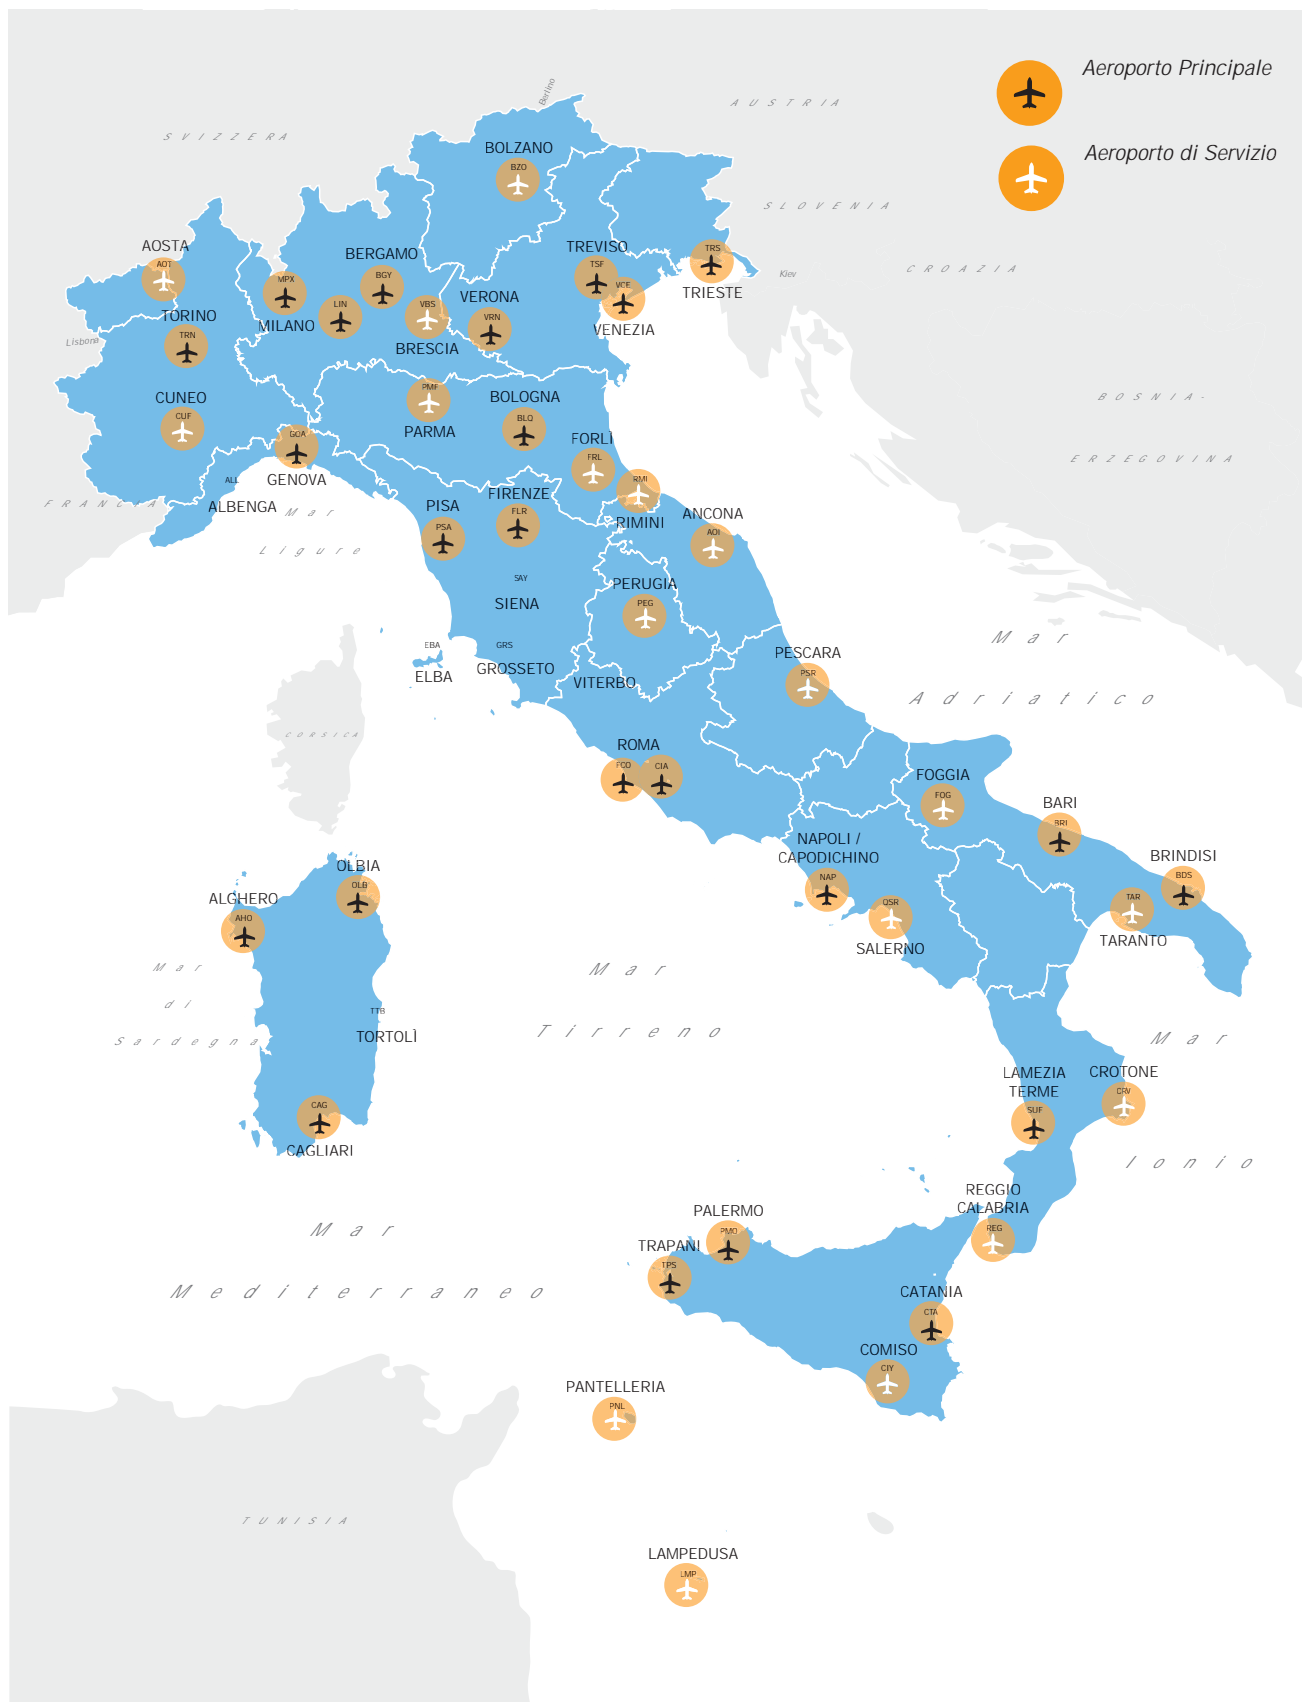 Aeroporto Principale
Aeroporto di Servizio
Berlino
AUSTRIA
SVIZZERA
BOLZANO
BZO
SLOVENIA
AOSTA
AOT
BERGAMO
BGY
TREVISO
TSF
TRS
TRIESTE
Kiev
CROAZIA
MPX
MILANO
LIN
VBS
BRESCIA
VERONA
VRN
VCE
VENEZIA
TORINO
TRN
Lisbona
CUNEO
CUF
PMF
PARMA
BOLOGNA
BLQ
BOSNIA-
ERZEGOVINA
GOA
GENOVA
FORLÌ
FRL
RMI
RIMINI
ALL
ALBENGA
FRANCIA
Mar
Ligure
PISA
PSA
FIRENZE
FLR
ANCONA
AOI
SAY
SIENA
PERUGIA
PEG
EBA
ELBA
GRS
GROSSETO
VITERBO
PESCARA
PSR
Mar
Adriatico
CORSICA
ROMA
FCO
CIA
FOGGIA
FOG
BARI
BRI
NAPOLI /
CAPODICHINO
NAP
QSR
SALERNO
BRINDISI
BDS
TAR
TARANTO
OLBIA
OLB
ALGHERO
AHO
Mar
di
Sardegna
Mar
Tirreno
TTB
TORTOLÌ
Mar
Ionio
CAG
CAGLIARI
LAMEZIA
TERME
SUF
CROTONE
CRV
REGGIO
CALABRIA
REG
Mar
Mediterraneo
PALERMO
PMO
TRAPANI
TPS
CATANIA
CTA
COMISO
CIY
PANTELLERIA
PNL
TUNISIA
LAMPEDUSA
LMP